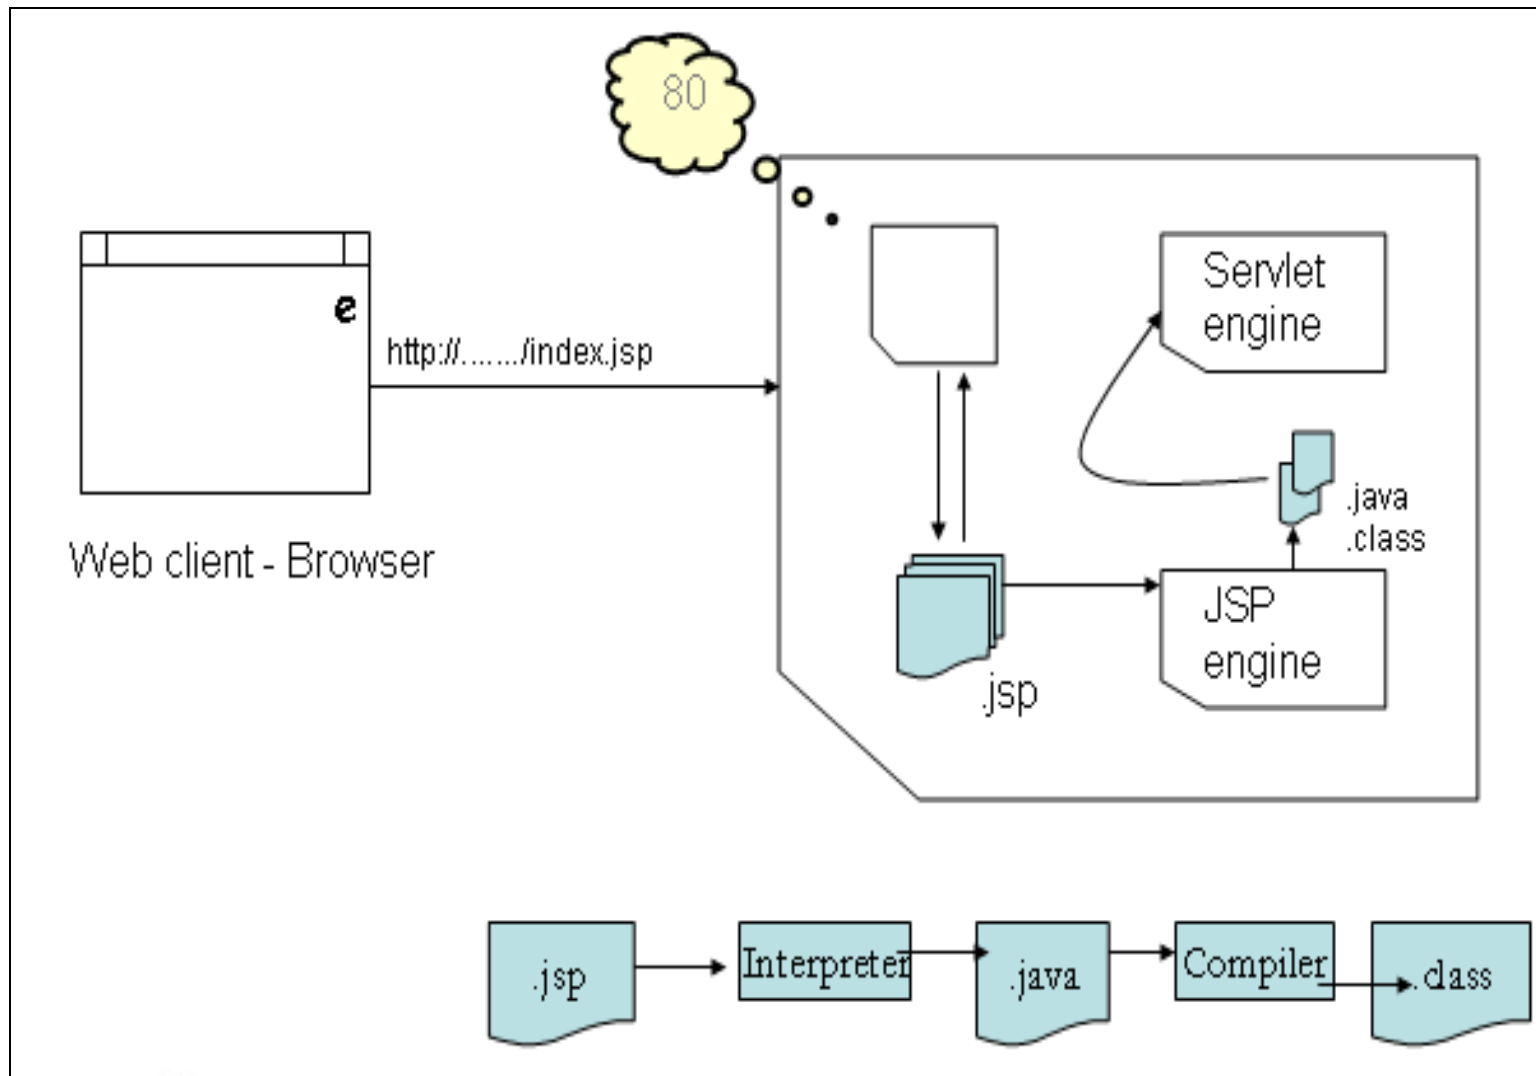 80
e
http://......./index.jsp
Web client - Browser
Servlet
engine
.java
.class
JSP
engine
.jsp
.jsp
Interpreter
.java
Compiler
.class